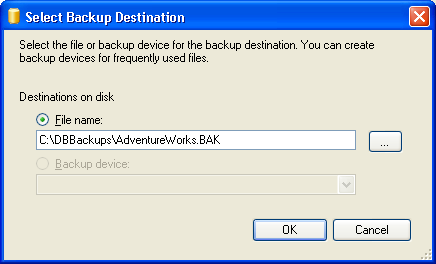 Select Backup Destination
Select the file or backup device for the backup destination. You can create
backup devices for frequently used files.
Destinations on disk
File name:
C:\DBBackups\AdventureWorks.BAK
...
Backup device:
OK
Cancel